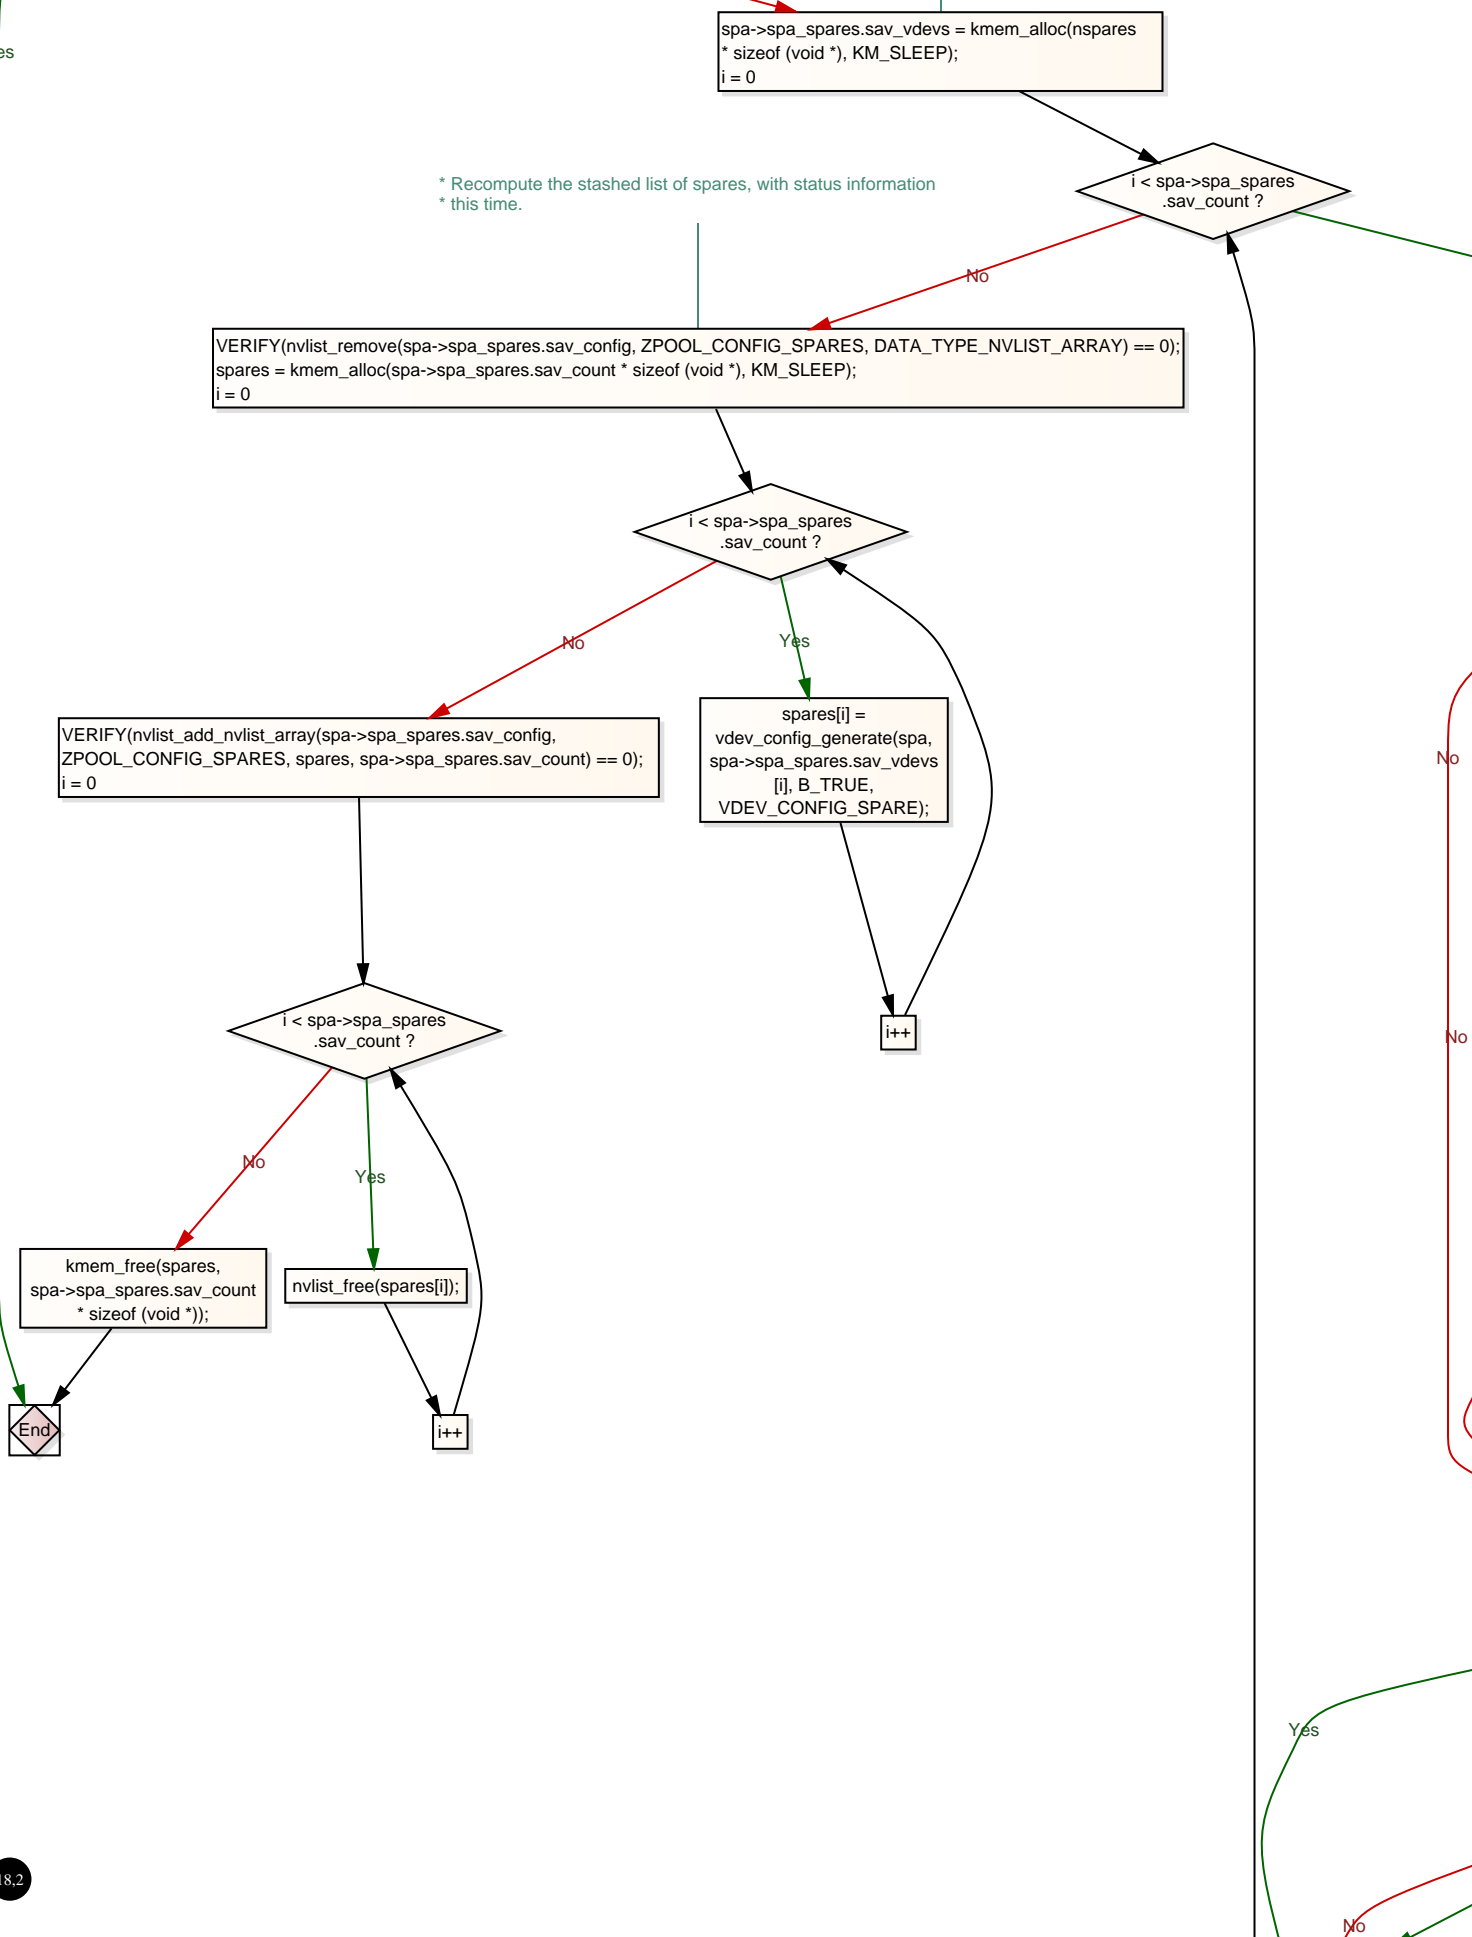 spa->spa_spares.sav_vdevs = kmem_alloc(nspares
* sizeof (void *), KM_SLEEP);
i = 0
es
i < spa->spa_spares
.sav_count ?
* Recompute the stashed list of spares, with status information
* this time.
No
VERIFY(nvlist_remove(spa->spa_spares.sav_config, ZPOOL_CONFIG_SPARES, DATA_TYPE_NVLIST_ARRAY) == 0);
spares = kmem_alloc(spa->spa_spares.sav_count * sizeof (void *), KM_SLEEP);
i = 0
i < spa->spa_spares
.sav_count ?
No
Yes
VERIFY(nvlist_add_nvlist_array(spa->spa_spares.sav_config,
ZPOOL_CONFIG_SPARES, spares, spa->spa_spares.sav_count) == 0);
i = 0
spares[i] =
vdev_config_generate(spa,
spa->spa_spares.sav_vdevs
[i], B_TRUE,
VDEV_CONFIG_SPARE);
No
i < spa->spa_spares
.sav_count ?
i++
No
No
Yes
kmem_free(spares,
spa->spa_spares.sav_count
* sizeof (void *));
nvlist_free(spares[i]);
End
i++
Yes
18,2
No